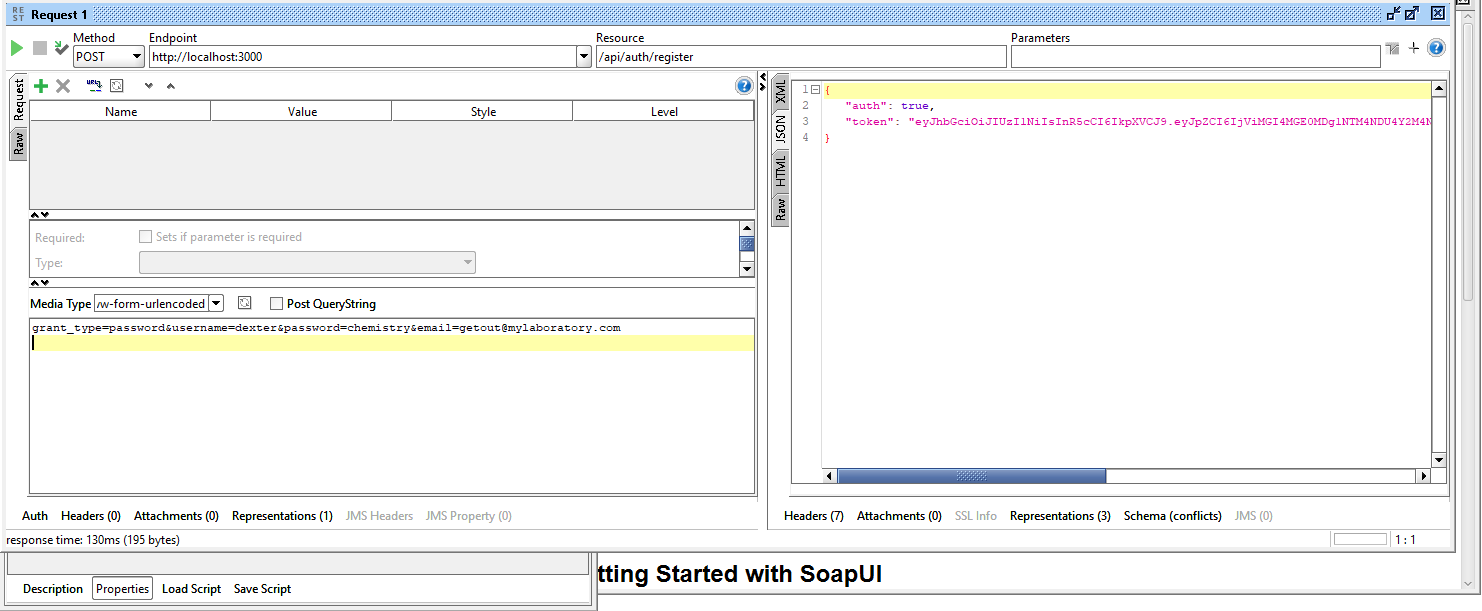 RE ST Request 1
Method Endpoint Resource Parameters
POST http://localhost:3000 /api/auth/register
Request
Raw
Name Value Style Level
Required: Sets if parameter is required
Type:
Media Type /w-form-urlencoded Post QueryString
grant_type=password&username=dexter&password=chemistry&email=getout@mylaboratory.com
XML
JSON
HTML
Raw
1 {
2 "auth": true,
3 "token":
4 }
Auth Headers (0) Attachments (0) Representations (1) JMS Headers JMS Property (0)
Headers (7) Attachments (0) SSL Info Representations (3) Schema (conflicts) JMS (0)
response time: 130ms (195 bytes)
1 : 1
tting Started with SoapUI
Description Properties Load Script Save Script